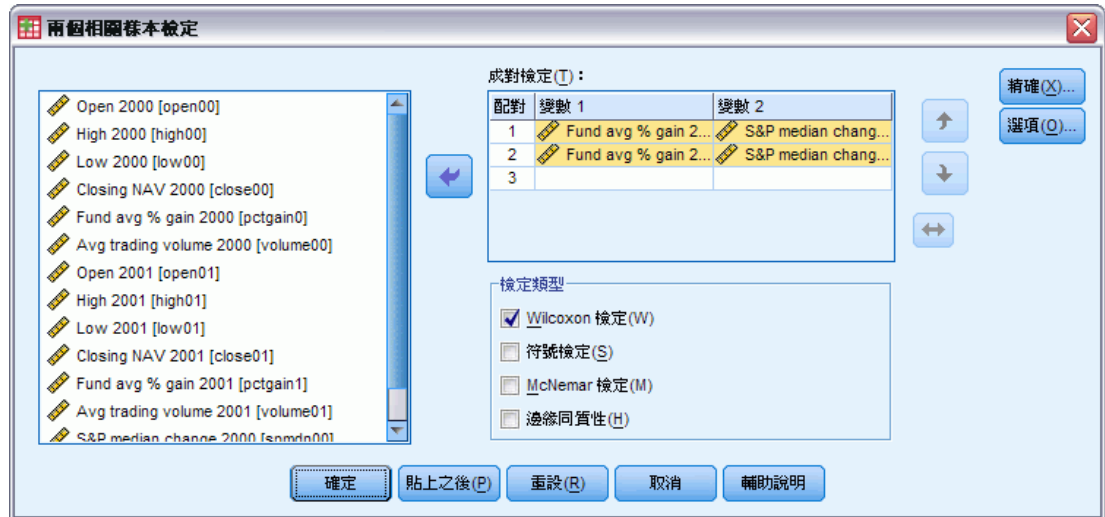 兩個相關樣本檢定
成對檢定(T)：
Open 2000 [open00]
High 2000 [high00]
Low 2000 [low00]
Closing NAV 2000 [close00]
Fund avg % gain 2000 [pctgain0]
Avg trading volume 2000 [volume00]
Open 2001 [open01]
High 2001 [high01]
Low 2001 [low01]
Closing NAV 2001 [close01]
Fund avg % gain 2001 [pctgain1]
Avg trading volume 2001 [volume01]
S&P median change 2000 [spmdn00]
配對 變數 1 變數 2
1 Fund avg % gain 2... S&P median chang...
2 Fund avg % gain 2... S&P median chang...
3
精確(X)...
選項(O)...
檢定類型
Wilcoxon 檢定(W)
符號檢定(S)
McNemar 檢定(M)
邊緣同質性(H)
確定 貼上之後(P) 重設(R) 取消 輔助說明